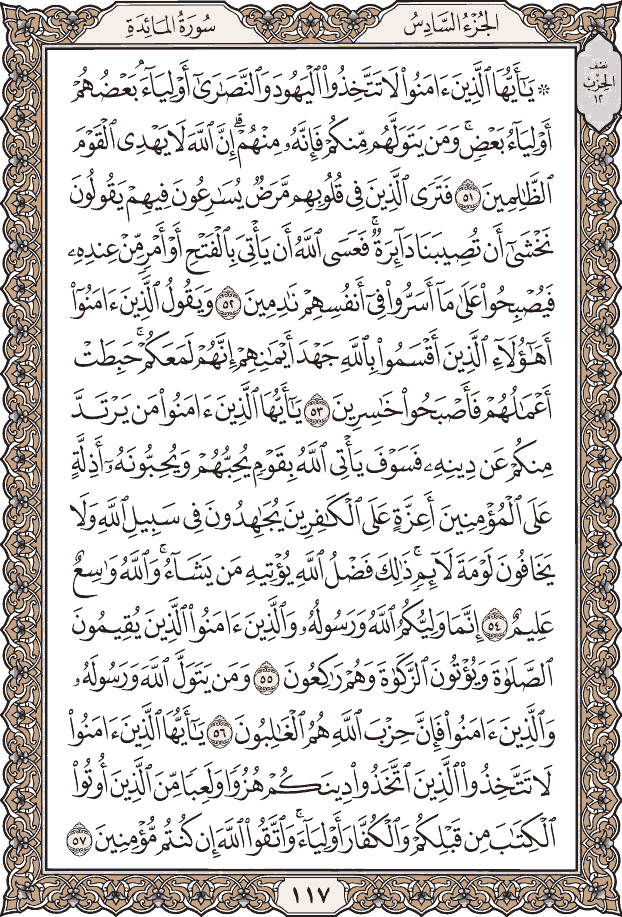 الجُزْءُ السَّادِسُ
سُورَةُ المَائِدَةِ
نصف
الحِزْب
١٢
۞ يَٰٓأَيُّهَا ٱلَّذِينَ ءَامَنُوا۟ لَا تَتَّخِذُوا۟ ٱلْيَهُودَ وَٱلنَّصَٰرَىٰٓ أَوْلِيَآءَۘ بَعْضُهُمْ
أَوْلِيَآءُ بَعْضٍۚ وَمَن يَتَوَلَّهُم مِّنكُمْ فَإِنَّهُۥ مِنْهُمْۗ إِنَّ ٱللَّهَ لَا يَهْدِى ٱلْقَوْمَ
ٱلظَّٰلِمِينَ ٥١ فَتَرَى ٱلَّذِينَ فِى قُلُوبِهِم مَّرَضٌ يُسَٰرِعُونَ فِيهِمْ يَقُولُونَ
نَخْشَىٰٓ أَن تُصِيبَنَا دَآئِرَةٌۚ فَعَسَى ٱللَّهُ أَن يَأْتِىَ بِٱلْفَتْحِ أَوْ أَمْرٍ مِّنْ عِندِهِۦ
فَيُصْبِحُوا۟ عَلَىٰ مَآ أَسَرُّوا۟ فِىٓ أَنفُسِهِمْ نَٰدِمِينَ ٥٢ وَيَقُولُ ٱلَّذِينَ ءَامَنُوٓا۟
أَهَٰٓؤُلَآءِ ٱلَّذِينَ أَقْسَمُوا۟ بِٱللَّهِ جَهْدَ أَيْمَٰنِهِمْ إِنَّهُمْ لَمَعَكُمْۚ حَبِطَتْ
أَعْمَٰلُهُمْ فَأَصْبَحُوا۟ خَٰسِرِينَ ٥٣ يَٰٓأَيُّهَا ٱلَّذِينَ ءَامَنُوا۟ مَن يَرْتَدَّ
مِنكُمْ عَن دِينِهِۦ فَسَوْفَ يَأْتِى ٱللَّهُ بِقَوْمٍ يُحِبُّهُمْ وَيُحِبُّونَهُۥٓ أَذِلَّةٍ
عَلَى ٱلْمُؤْمِنِينَ أَعِزَّةٍ عَلَى ٱلْكَٰفِرِينَ يُجَٰهِدُونَ فِى سَبِيلِ ٱللَّهِ وَلَا
يَخَافُونَ لَوْمَةَ لَآئِمٍۚ ذَٰلِكَ فَضْلُ ٱللَّهِ يُؤْتِيهِ مَن يَشَآءُۚ وَٱللَّهُ وَٰسِعٌ
عَلِيمٌ ٥٤ إِنَّمَا وَلِيُّكُمُ ٱللَّهُ وَرَسُولُهُۥ وَٱلَّذِينَ ءَامَنُوا۟ ٱلَّذِينَ يُقِيمُونَ
ٱلصَّلَوٰةَ وَيُؤْتُونَ ٱلزَّكَوٰةَ وَهُمْ رَٰكِعُونَ ٥٥ وَمَن يَتَوَلَّ ٱللَّهَ وَرَسُولَهُۥ
وَٱلَّذِينَ ءَامَنُوا۟ فَإِنَّ حِزْبَ ٱللَّهِ هُمُ ٱلْغَٰلِبُونَ ٥٦ يَٰٓأَيُّهَا ٱلَّذِينَ ءَامَنُوا۟
لَا تَتَّخِذُوا۟ ٱلَّذِينَ ٱتَّخَذُوا۟ دِينَكُمْ هُزُوًا وَلَعِبًا مِّنَ ٱلَّذِينَ أُوتُوا۟
ٱلْكِتَٰبَ مِن قَبْلِكُمْ وَٱلْكُفَّارَ أَوْلِيَآءَۚ وَٱتَّقُوا۟ ٱللَّهَ إِن كُنتُم مُّؤْمِنِينَ ٥٧
١١٧